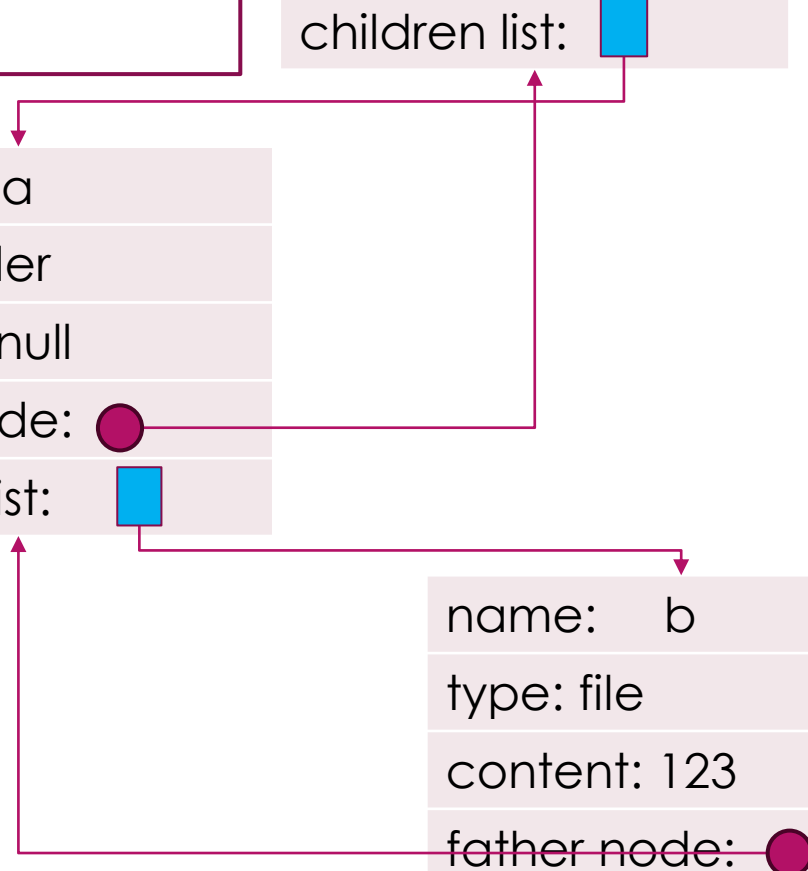 children list:
a
ler
null
de:
ist:
name: b
type: file
content: 123
father node: